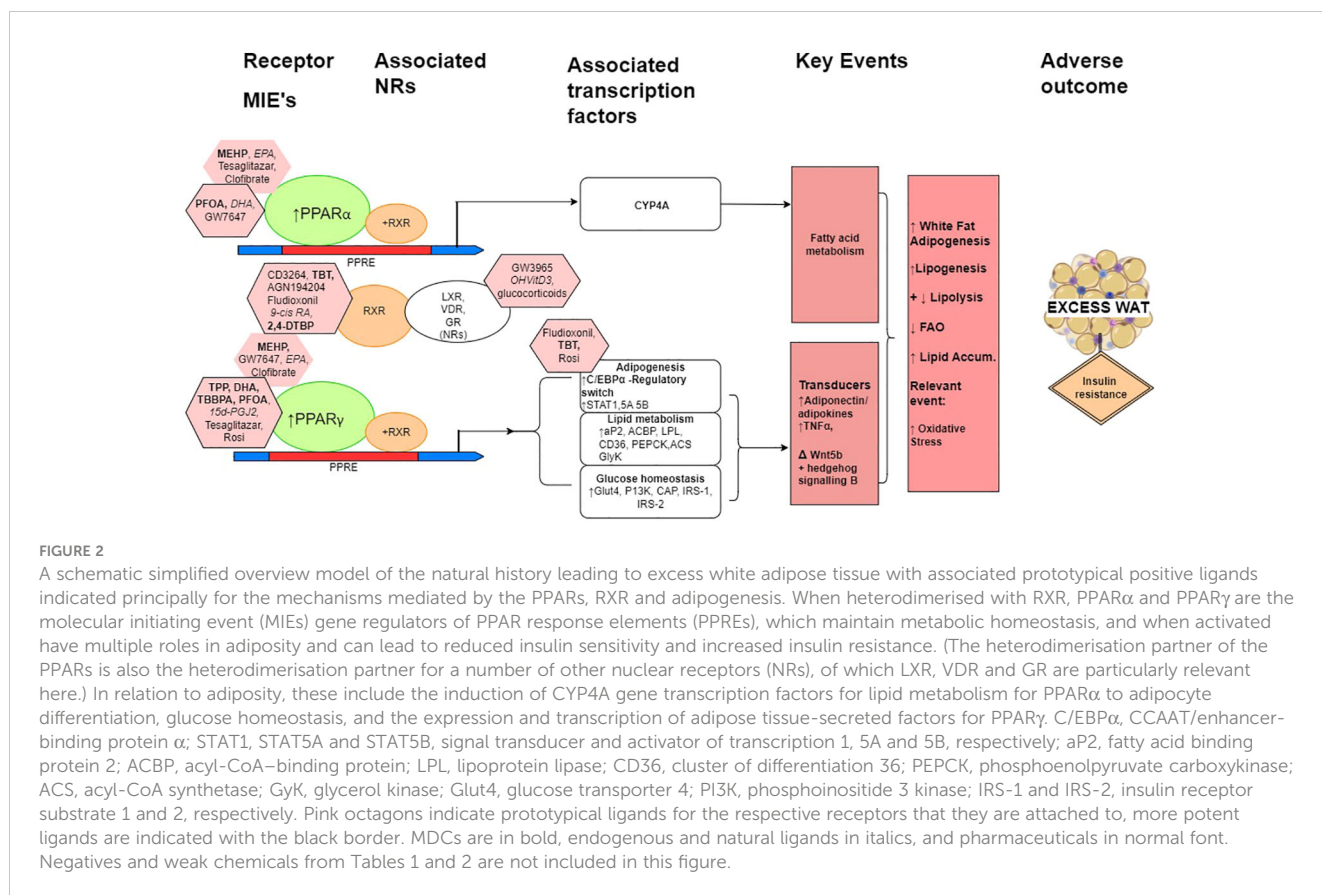 Receptor
MIE's
Associated
NRs
Associated
transcription
factors
Key Events
Adverse
outcome
MEHP, EPA,
Tesaglitazar,
Clofibrate
PFOA, DHA,
GW7647
↑PPARα
+RXR
PPRE
CYP4A
Fatty acid
metabolism
CD3264, TBT,
AGN194204
Fludioxonil
9-cis RA,
2,4-DTBP
RXR
LXR,
VDR,
GR
(NRs)
GW3965
OHVitD3,
glucocorticoids
MEHP,
GW7647, EPA,
Clofibrate
TPP, DHA,
TBBPA, PFOA,
15d-PGJ2,
Tesaglitazar,
Rosi
↑PPARγ
+RXR
PPRE
Fludioxonil,
TBT,
Rosi
Adipogenesis
↑C/EBPα -Regulatory
switch
↑STAT1,5A 5B
Lipid metabolism
↑aP2, ACBP, LPL,
CD36, PEPCK,ACS
GlyK
Glucose homeostasis
↑Glut4, P13K, CAP, IRS-1,
IRS-2
Transducers
↑Adiponectin/
adipokines
↑TNFα,
Δ Wnt5b
+ hedgehog
signalling B
↑ White Fat
Adipogenesis
↑Lipogenesis
+ ↓ Lipolysis
↓ FAO
↑ Lipid Accum.
Relevant
event:
↑ Oxidative
Stress
EXCESS WAT
Insulin
resistance
FIGURE 2
A schematic simplified overview model of the natural history leading to excess white adipose tissue with associated prototypical positive ligands
indicated principally for the mechanisms mediated by the PPARs, RXR and adipogenesis. When heterodimerised with RXR, PPARα and PPARγ are the
molecular initiating event (MIEs) gene regulators of PPAR response elements (PPREs), which maintain metabolic homeostasis, and when activated
have multiple roles in adiposity and can lead to reduced insulin sensitivity and increased insulin resistance. (The heterodimerisation partner of the
PPARs is also the heterodimerisation partner for a number of other nuclear receptors (NRs), of which LXR, VDR and GR are particularly relevant
here.) In relation to adiposity, these include the induction of CYP4A gene transcription factors for lipid metabolism for PPARα to adipocyte
differentiation, glucose homeostasis, and the expression and transcription of adipose tissue-secreted factors for PPARγ. C/EBPα, CCAAT/enhancer-
binding protein α; STAT1, STAT5A and STAT5B, signal transducer and activator of transcription 1, 5A and 5B, respectively; aP2, fatty acid binding
protein 2; ACBP, acyl-CoA–binding protein; LPL, lipoprotein lipase; CD36, cluster of differentiation 36; PEPCK, phosphoenolpyruvate carboxykinase;
ACS, acyl-CoA synthetase; GyK, glycerol kinase; Glut4, glucose transporter 4; PI3K, phosphoinositide 3 kinase; IRS-1 and IRS-2, insulin receptor
substrate 1 and 2, respectively. Pink octagons indicate prototypical ligands for the respective receptors that they are attached to, more potent
ligands are indicated with the black border. MDCs are in bold, endogenous and natural ligands in italics, and pharmaceuticals in normal font.
Negatives and weak chemicals from Tables 1 and 2 are not included in this figure.